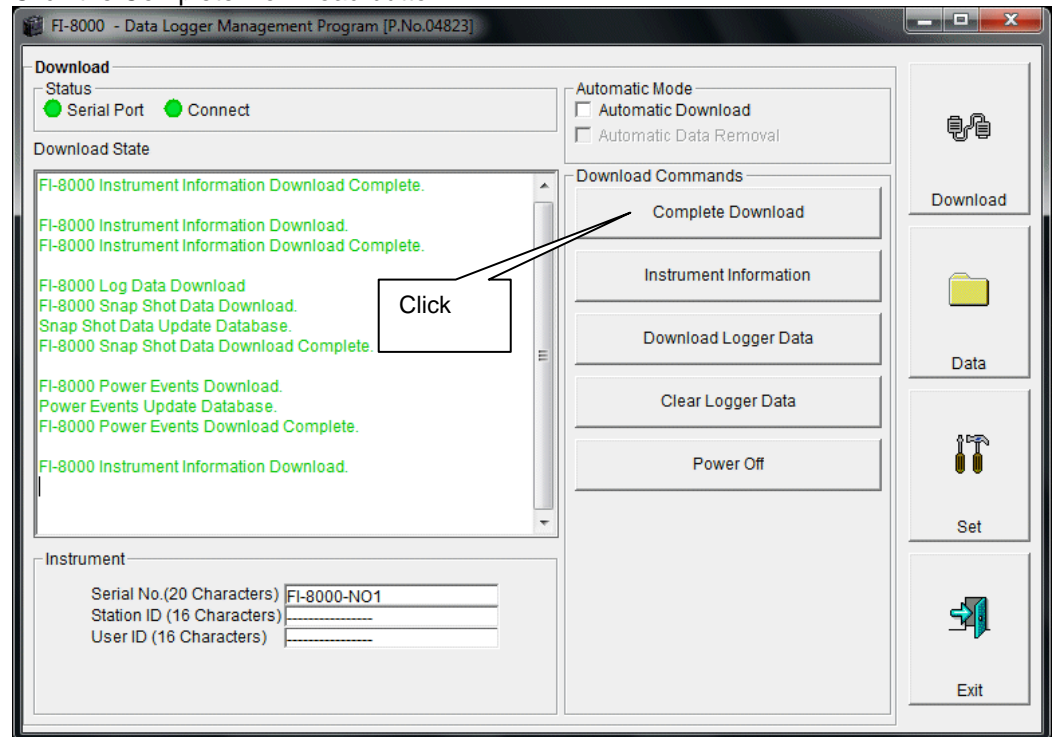 FI-8000 - Data Logger Management Program [P.No.04823]
Download
Status
Serial Port Connect
Download State
FI-8000 Instrument Information Download Complete.
FI-8000 Instrument Information Download.
FI-8000 Instrument Information Download Complete.
FI-8000 Log Data Download
FI-8000 Snap Shot Data Download.
Snap Shot Data Update Database.
FI-8000 Snap Shot Data Download Complete.
FI-8000 Power Events Download.
Power Events Update Database.
FI-8000 Power Events Download Complete.
FI-8000 Instrument Information Download.
Click
Instrument
Serial No.(20 Characters) FI-8000-NO1
Station ID (16 Characters) ----------------
User ID (16 Characters) ----------------
Automatic Mode
Automatic Download
Automatic Data Removal
Download Commands
Complete Download
Instrument Information
Download Logger Data
Clear Logger Data
Power Off
Download
Data
Set
Exit